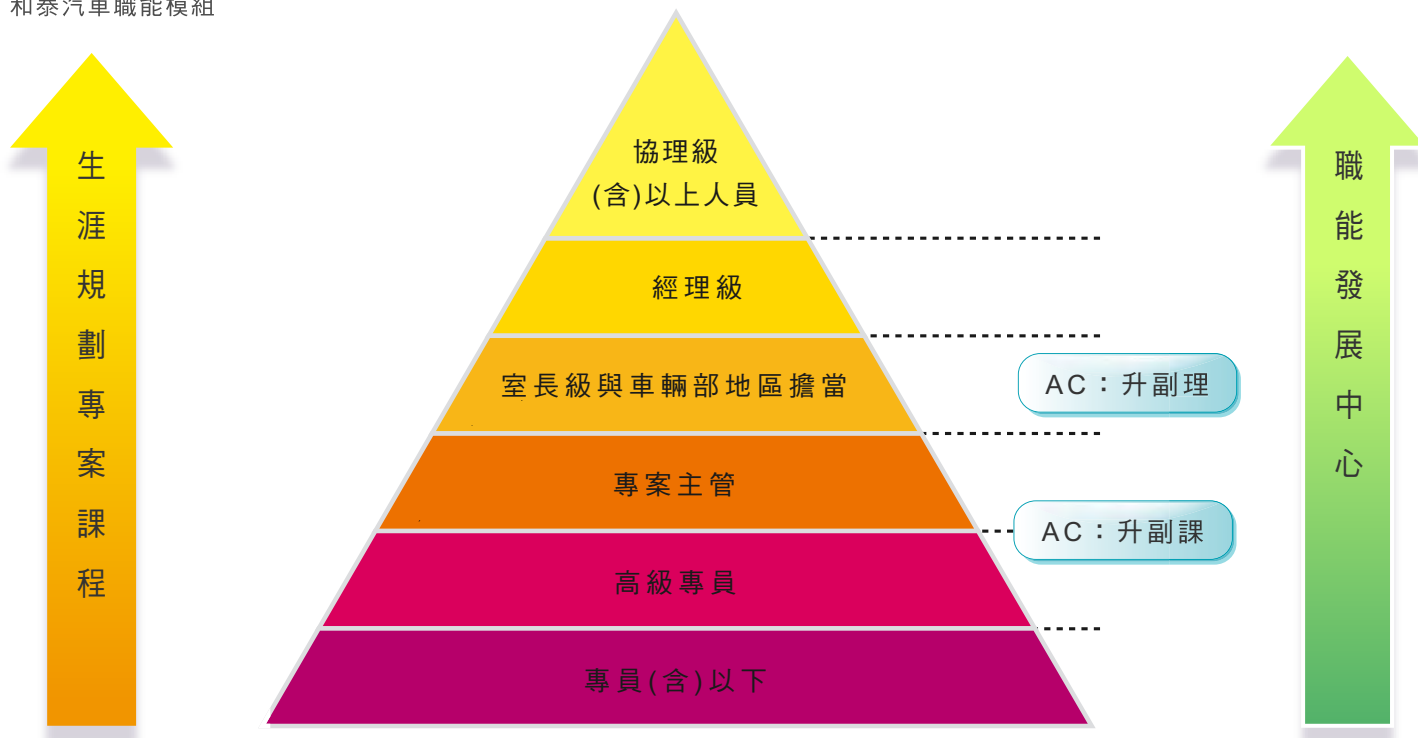 和泰汽車職能模組
生涯規劃專案課程
協理級
(含)以上人員
經理級
室長級與車輛部地區擔當
專案主管
高級專員
專員(含)以下
AC：升副理
AC：升副課
職能發展中心